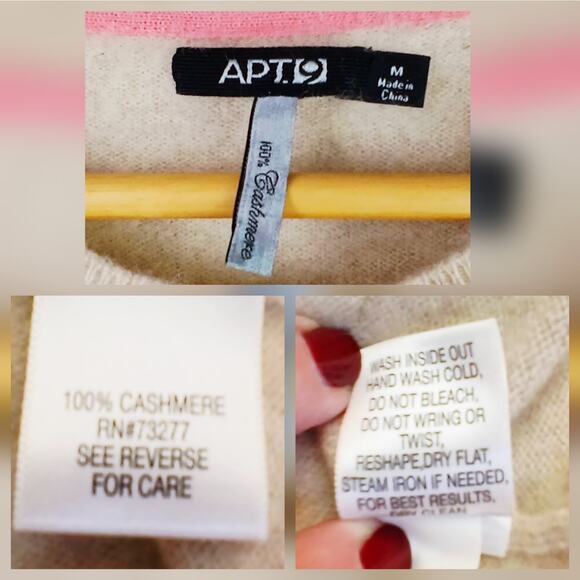 APT.9
M
Made in
China
100% Cashmere
100% CASHMERE
RN#73277
SEE REVERSE
FOR CARE
WASH INSIDE OUT
HAND WASH COLD,
DO NOT BLEACH,
DO NOT WRING OR
TWIST,
RESHAPE,DRY FLAT,
STEAM IRON IF NEEDED,
FOR BEST RESULTS,
DRY CLEAN